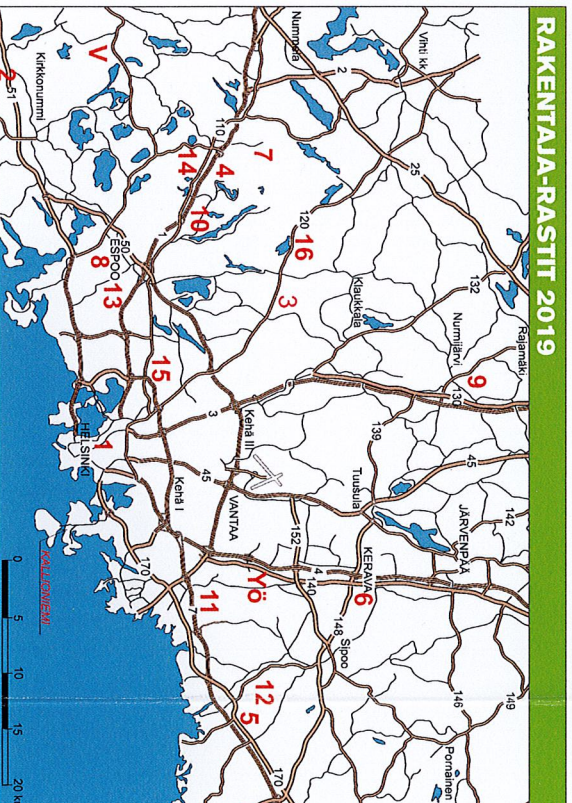 RAKENTAJA-RASTIT 2019
Nummela
Vihti kk
2
25
110
7
4
14
10
V
Kirkkonummi
51
2
120
16
3
Klaukkala
132
Nurmijärvi
Rajamäki
9
130
50
ESPOO
8
13
15
3
Kehä III
139
45
Tuusula
142
JÄRVENPÄÄ
1
HELSINKI
45
Kehä I
VANTAA
152
4
140
KERAVA
6
Yö
170
7
11
148
Sipoo
12
5
146
149
Pornainen
170
KALLIONIEMI
0
5
10
15
20 km